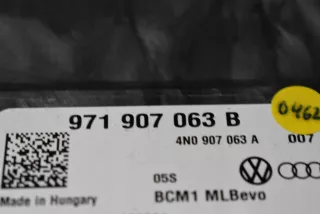 971 907 063 B
0462
4N0 907 063 A 007
05S
Made in Hungary
BCM1 MLBevo